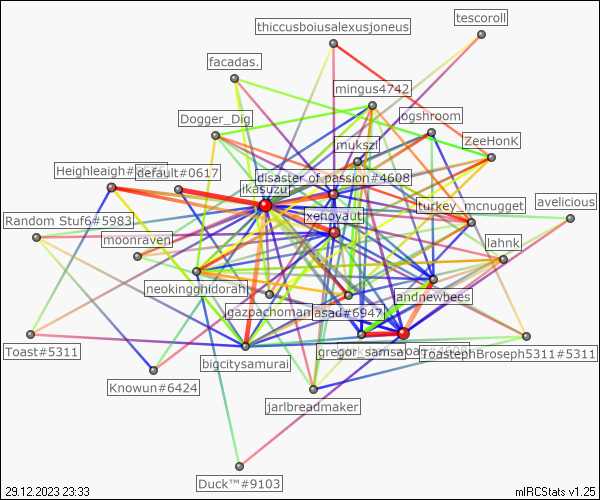 tescoroll
thiccusboiusalexusjoneus
facadas.
mingus4742
Dogger_Dig
ogshroom
mukszil
ZeeHonK
Heighleaigh#
default#0617
disaster of passion#4608
ikasuzu
turkey_mcnugget
avelicious
Random Stuf6#5983
xenoyaut
moonraven
lahnk
neokingghidorah
gazpachoman
asad#6947
andnewbees
Toast#5311
bigcitysamurai
gregor_samsa
ToastephBroseph5311#5311
Knowun#6424
jarlbreadmaker
Duck™#9103
29.12.2023 23:33
mIRCStats v1.25